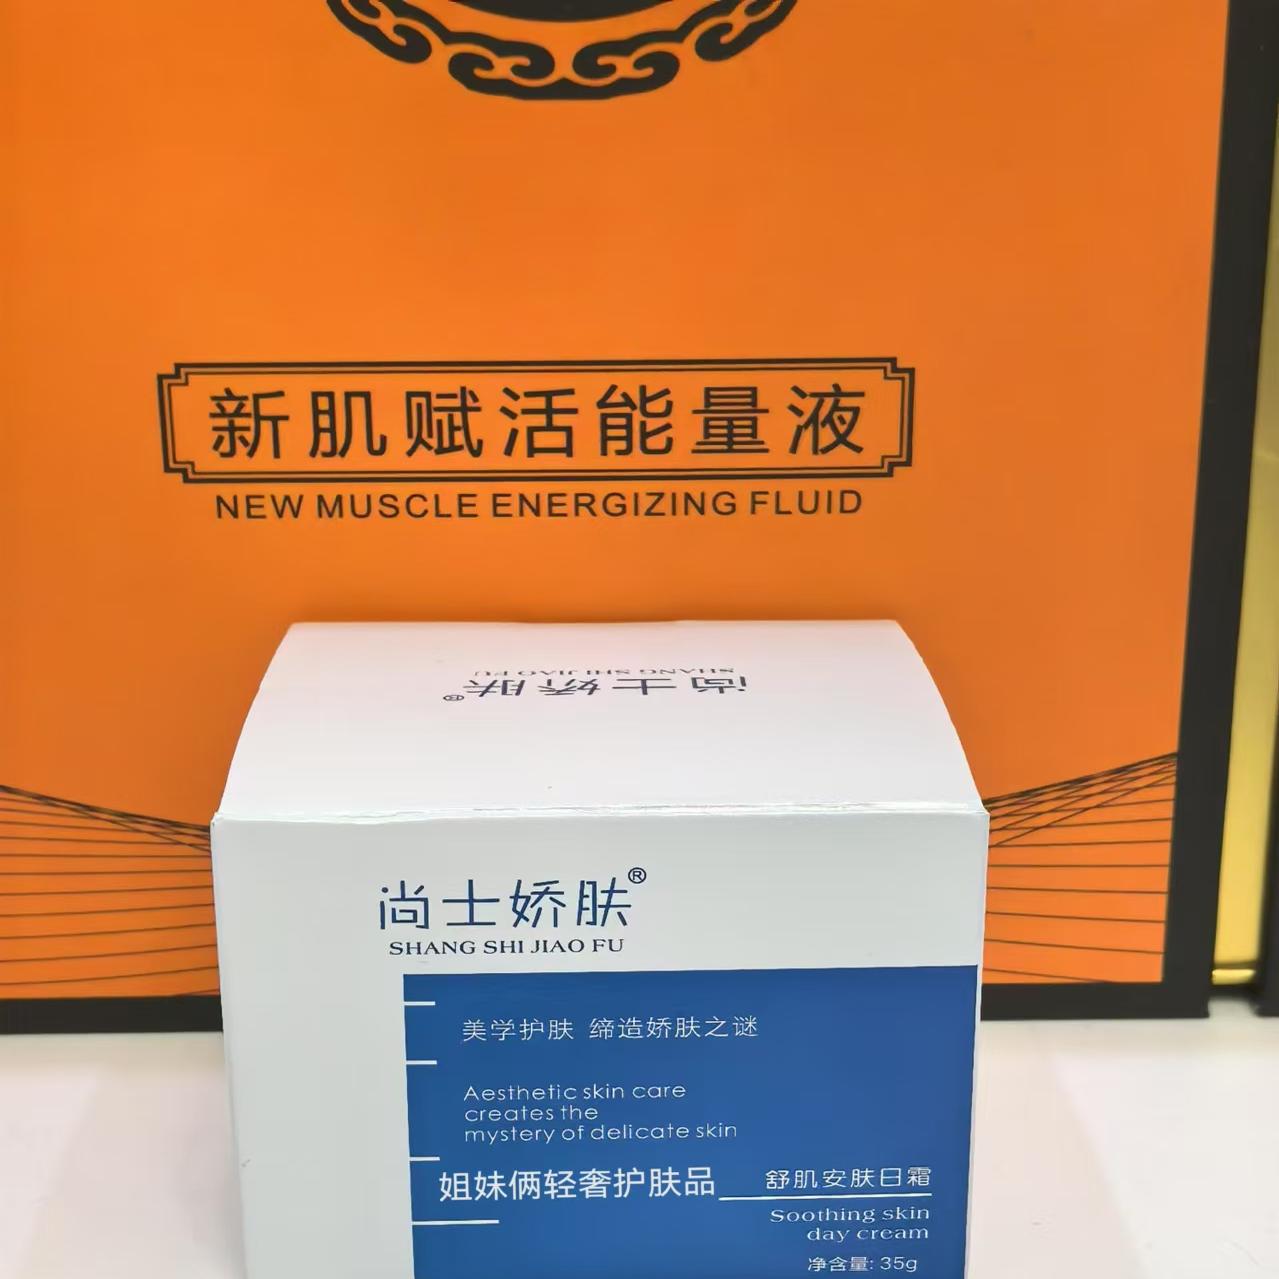 新肌赋活能量液
NEW MUSCLE ENERGIZING FLUID
SHANG SHI JIAO FU
尚士娇肤®
尚士娇肤®
SHANG SHI JIAO FU
美学护肤 缔造娇肤之谜
Aesthetic skin care
creates the
mystery of delicate skin
姐妹俩轻奢护肤品
舒肌安肤日霜
Soothing skin
day cream
净含量: 35g